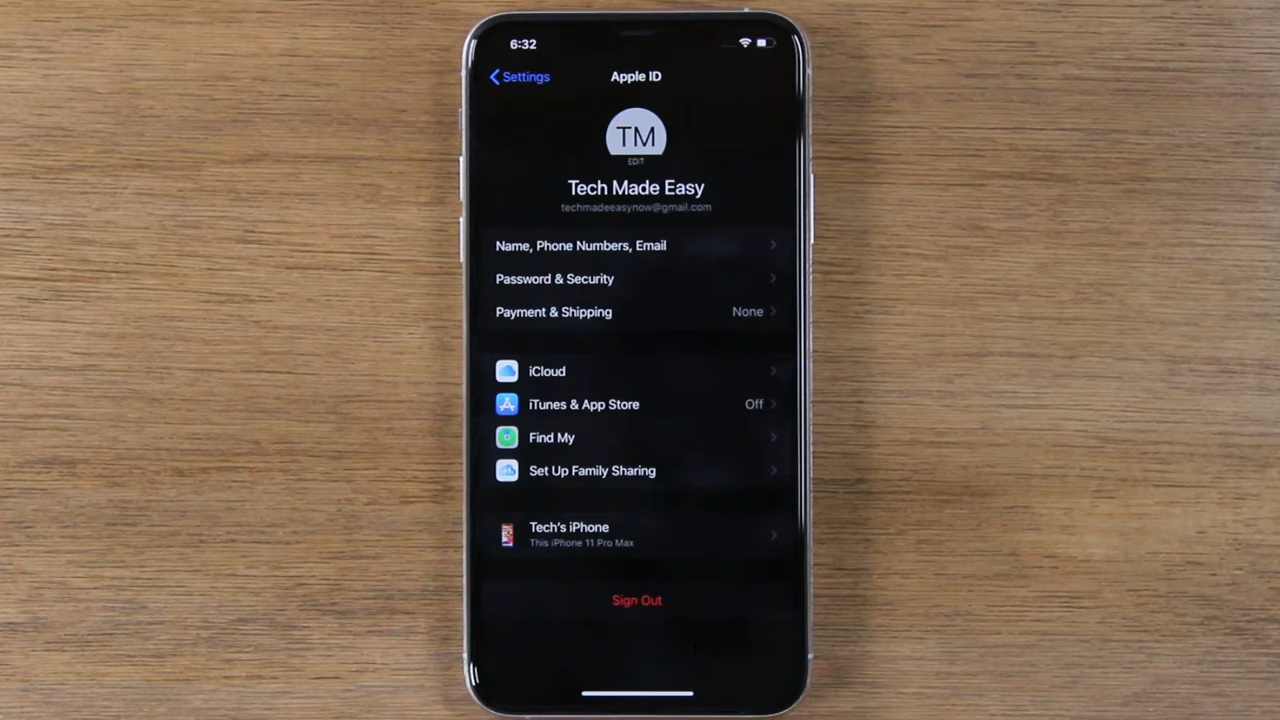 6:32
Settings
Apple ID
TM
EDIT
Tech Made Easy
techmadeeasynow@gmail.com
Name, Phone Numbers, Email
Password & Security
Payment & Shipping None
iCloud
iTunes & App Store Off
Find My
Set Up Family Sharing
Tech's iPhone
This iPhone 11 Pro Max
Sign Out